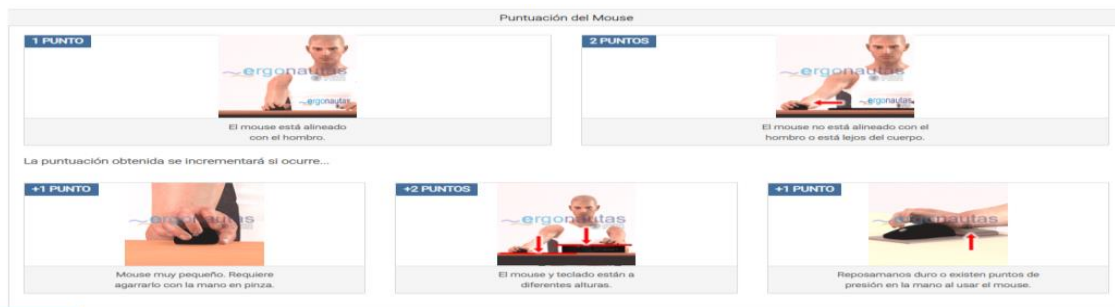 Puntuación del Mouse
1 PUNTO
2 PUNTOS
ergonautas
ergonautas
ergonautas
ergonautas
El mouse está alineado
con el hombro.
El mouse no está alineado con el
hombro o está lejos del cuerpo.
La puntuación obtenida se incrementará si ocurre...
+1 PUNTO
+2 PUNTOS
+1 PUNTO
ergonautas
ergonautas
ergonautas
Mouse muy pequeño. Requiere
agarrarlo con la mano en pinza.
El mouse y teclado están a
diferentes alturas.
Reposamanos duro o existen puntos de
presión en la mano al usar el mouse.